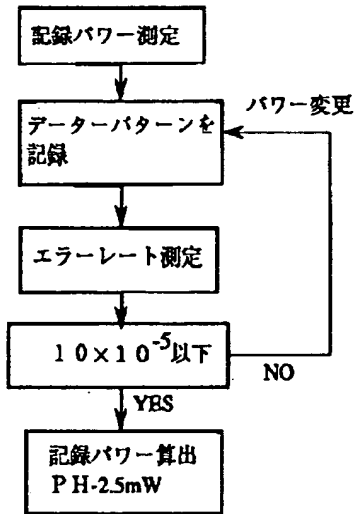 記録パワー測定
パワー変更
データーパターンを
記録
エラーレート測定
10×10⁻⁵以下
NO
YES
記録パワー算出
PH-2.5mW